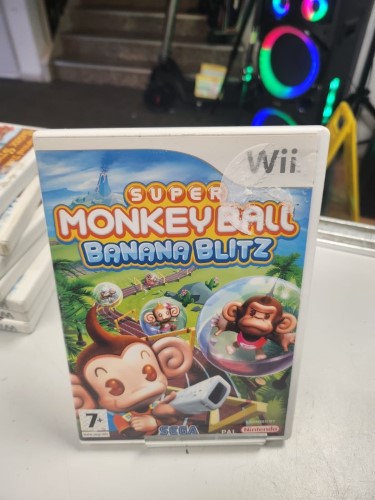 Wii
SUPER
MONKEY BALL
BANANA BLITZ
7+
SEGA
PAL
Nintendo